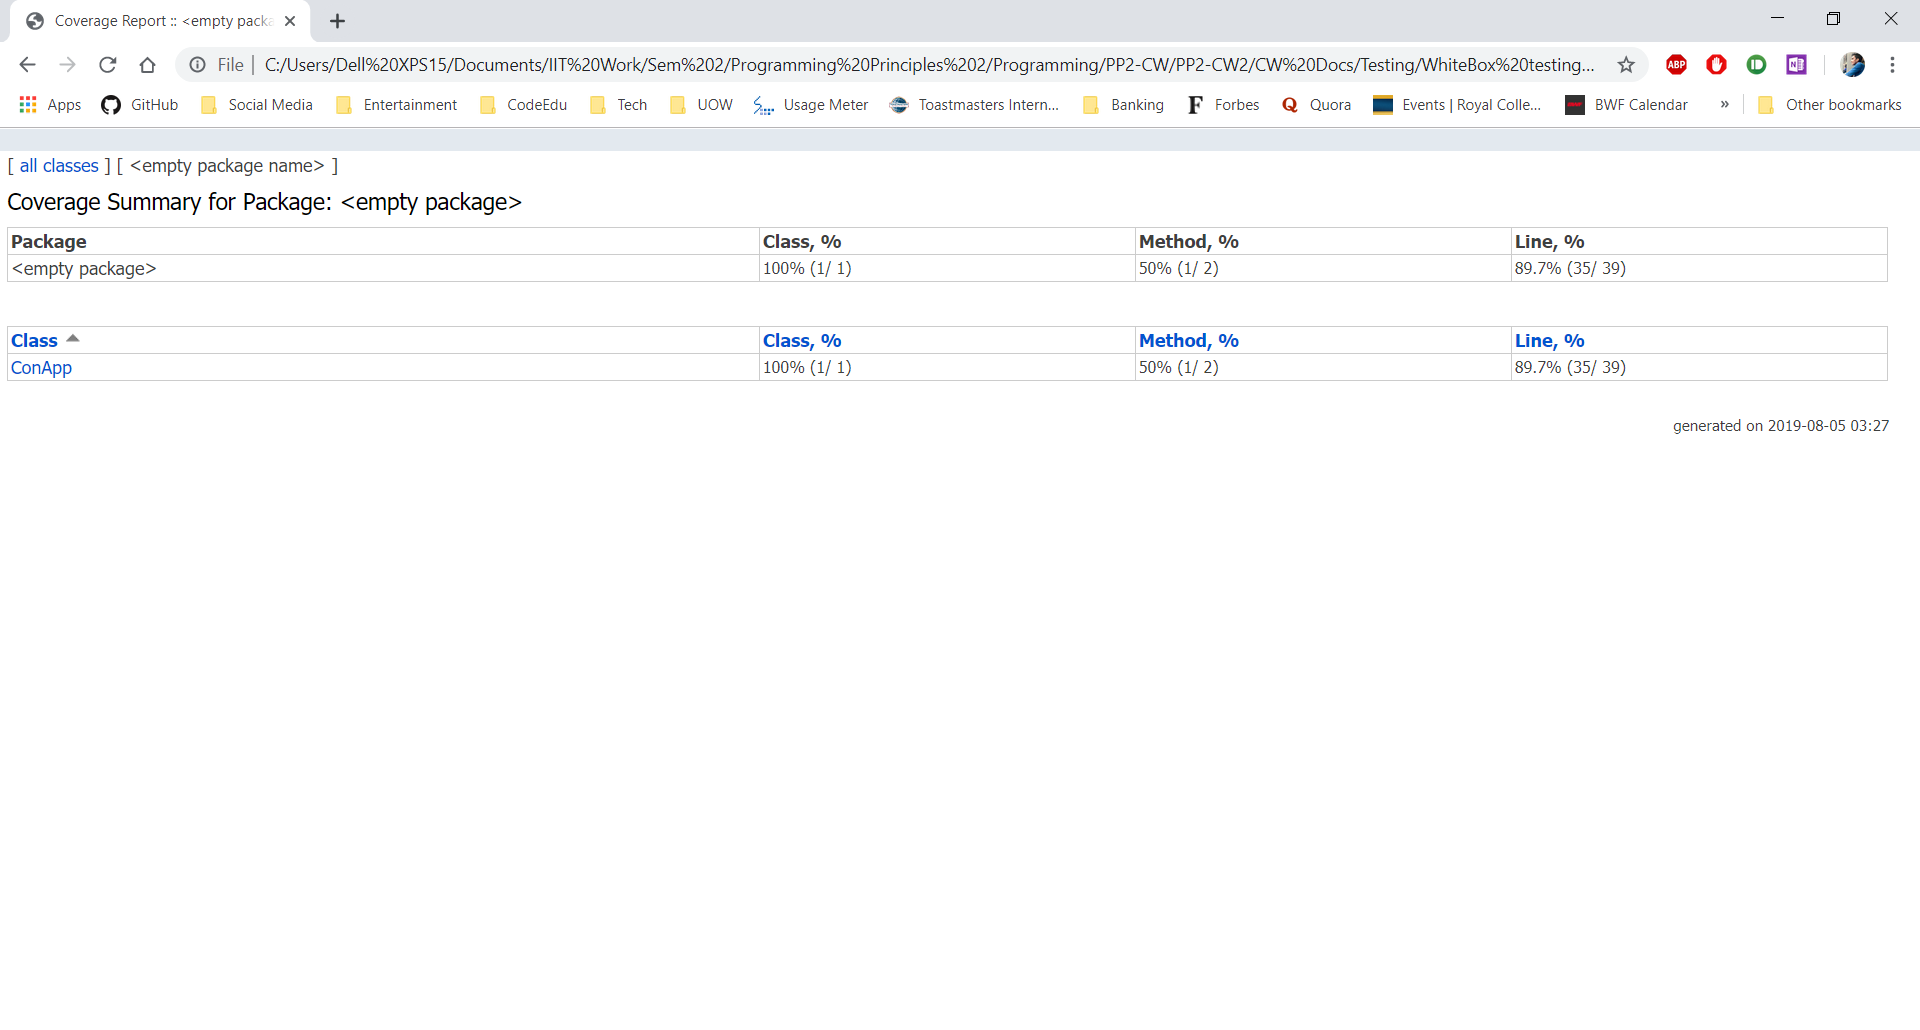 Coverage Report :: <empty packa
File | C:/Users/Dell%20XPS15/Documents/IIT%20Work/Sem%202/Programming%20Principles%202/Programming/PP2-CW/PP2-CW2/CW%20Docs/Testing/WhiteBox%20testing...
ABP
N
Apps GitHub Social Media Entertainment CodeEdu Tech UOW Usage Meter Toastmasters Intern... Banking F Forbes Q Quora Events | Royal Colle... BWF Calendar » Other bookmarks
[ all classes ] [ <empty package name> ]
Coverage Summary for Package: <empty package>
Package Class, % Method, % Line, %
<empty package> 100% (1/ 1) 50% (1/ 2) 89.7% (35/ 39)
Class Class, % Method, % Line, %
ConApp 100% (1/ 1) 50% (1/ 2) 89.7% (35/ 39)
generated on 2019-08-05 03:27